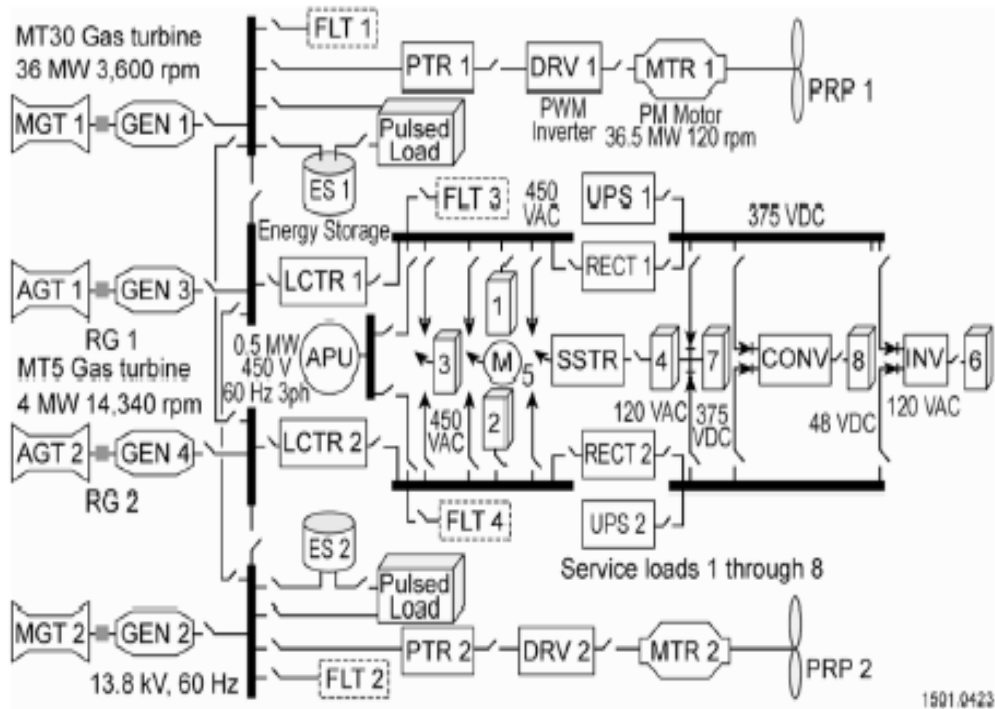 FLT 1
MT30 Gas turbine
36 MW 3,600 rpm
PTR 1
DRV 1
MTR 1
PRP 1
MGT 1
GEN 1
PWM
Inverter
PM Motor
36.5 MW 120 rpm
Pulsed
Load
ES 1
Energy Storage
FLT 3
450
VAC
UPS 1
375 VDC
AGT 1
GEN 3
LCTR 1
RECT 1
RG 1
1
0.5 MW
450 V
60 Hz 3ph
APU
3
M
5
SSTR
4
7
CONV
8
INV
6
MT5 Gas turbine
4 MW 14,340 rpm
450
VAC
2
120 VAC
375
VDC
48 VDC
120 VAC
AGT 2
GEN 4
LCTR 2
RECT 2
RG 2
FLT 4
UPS 2
ES 2
Service loads 1 through 8
Pulsed
Load
MGT 2
GEN 2
PTR 2
DRV 2
MTR 2
PRP 2
13.8 kV, 60 Hz
FLT 2
1501.0423